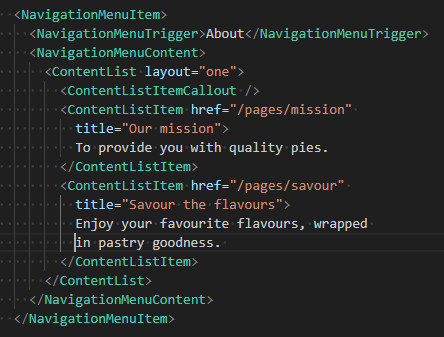 <NavigationMenuItem>
<NavigationMenuTrigger>About</NavigationMenuTrigger>
<NavigationMenuContent>
<ContentList layout="one">
<ContentListItemCallout />
<ContentListItem href="/pages/mission"
title="Our mission">
To provide you with quality pies.
</ContentListItem>
<ContentListItem href="/pages/savour"
title="Savour the flavours">
Enjoy your favourite flavours, wrapped
in pastry goodness.
</ContentListItem>
</ContentList>
</NavigationMenuContent>
</NavigationMenuItem>